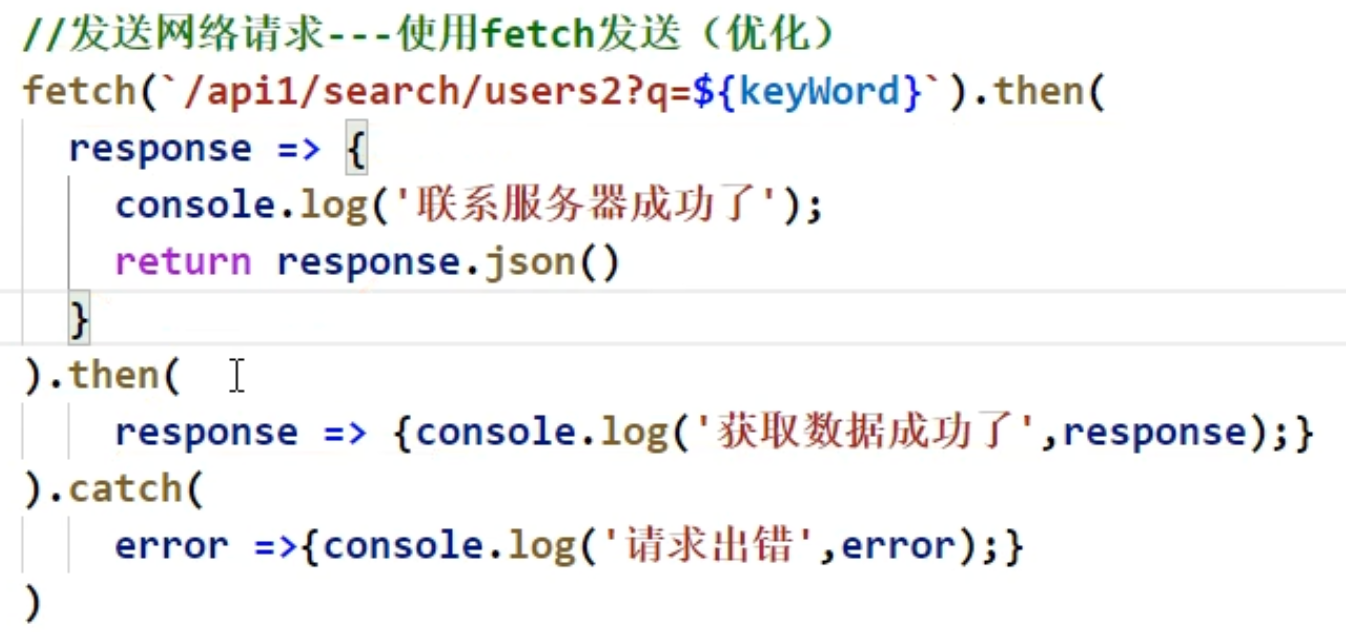 //发送网络请求---使用fetch发送（优化）
fetch(`/api1/search/users2?q=${keyWord}`).then(
  response => {
    console.log('联系服务器成功了');
    return response.json()
  }
).then(
    response => {console.log('获取数据成功了',response);}
).catch(
    error =>{console.log('请求出错',error);}
)